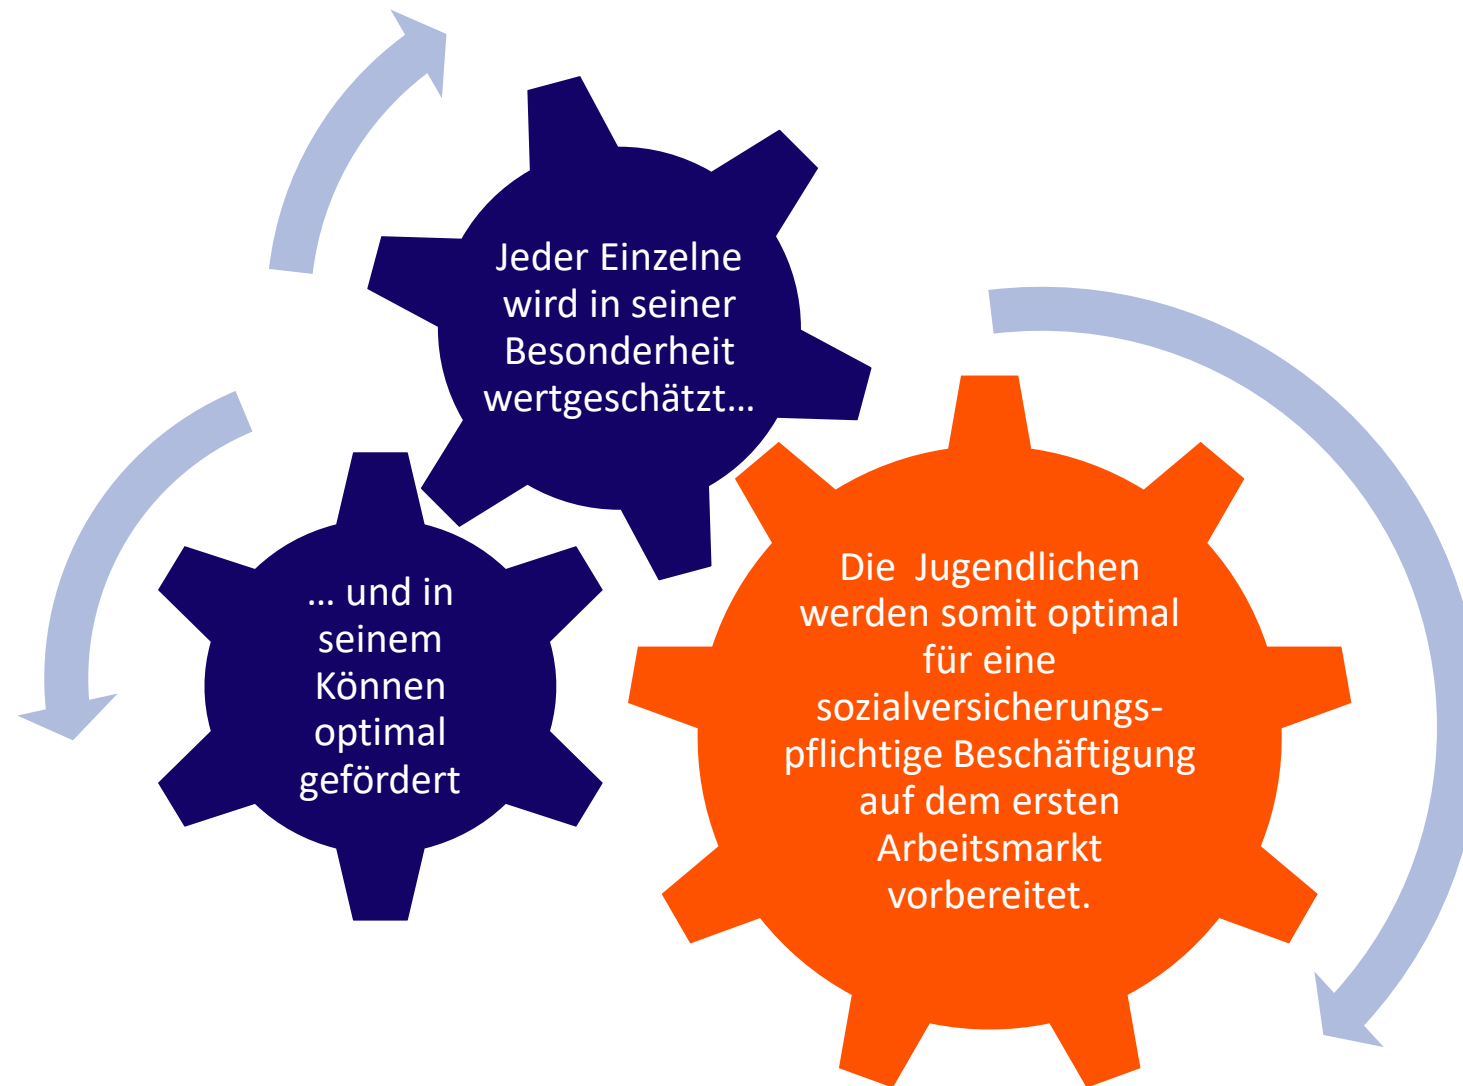 Jeder Einzelne
wird in seiner
Besonderheit
wertgeschätzt…
… und in
seinem
Können
optimal
gefördert
Die  Jugendlichen
werden somit optimal
für eine
sozialversicherungs-
pflichtige Beschäftigung
auf dem ersten
Arbeitsmarkt
vorbereitet.